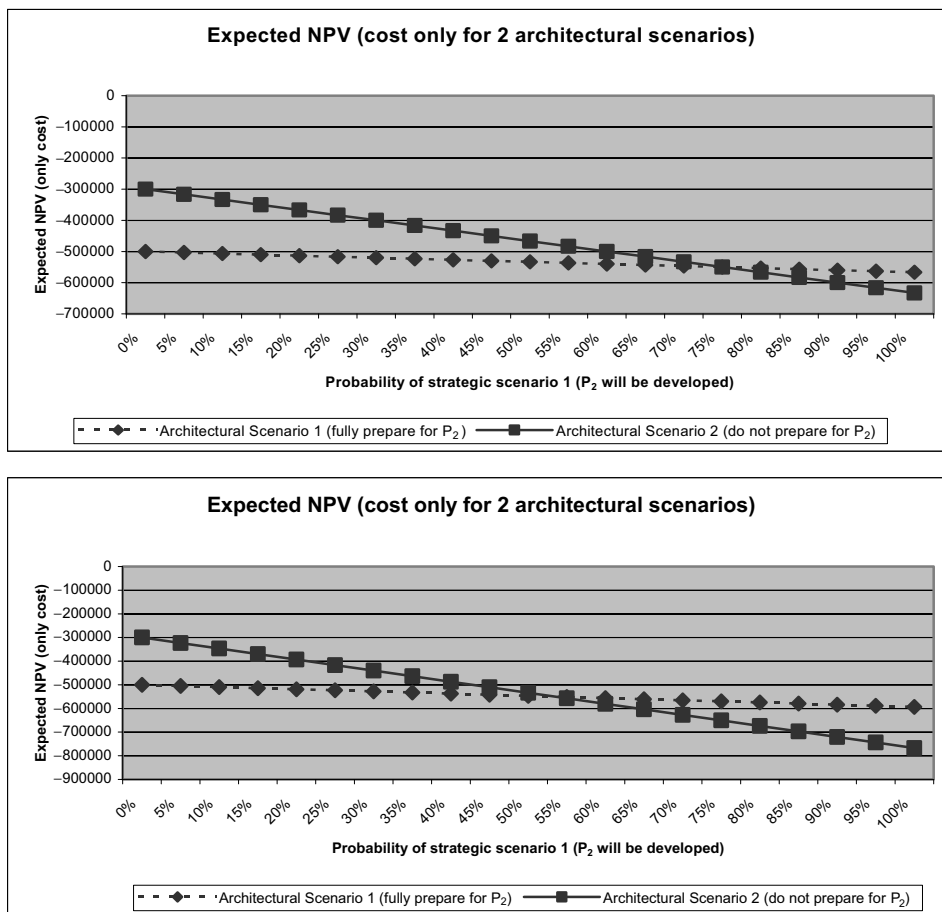 Expected NPV (cost only for 2 architectural scenarios)
Expected NPV (only cost)
0
−100000
−200000
−300000
−400000
−500000
−600000
−700000
0% 5% 10% 15% 20% 25% 30% 35% 40% 45% 50% 55% 60% 65% 70% 75% 80% 85% 90% 95% 100%
Probability of strategic scenario 1 (P₂ will be developed)
Architectural Scenario 1 (fully prepare for P₂) Architectural Scenario 2 (do not prepare for P₂)
Expected NPV (cost only for 2 architectural scenarios)
Expected NPV (only cost)
0
−100000
−200000
−300000
−400000
−500000
−600000
−700000
−800000
−900000
0% 5% 10% 15% 20% 25% 30% 35% 40% 45% 50% 55% 60% 65% 70% 75% 80% 85% 90% 95% 100%
Probability of strategic scenario 1 (P₂ will be developed)
Architectural Scenario 1 (fully prepare for P₂) Architectural Scenario 2 (do not prepare for P₂)